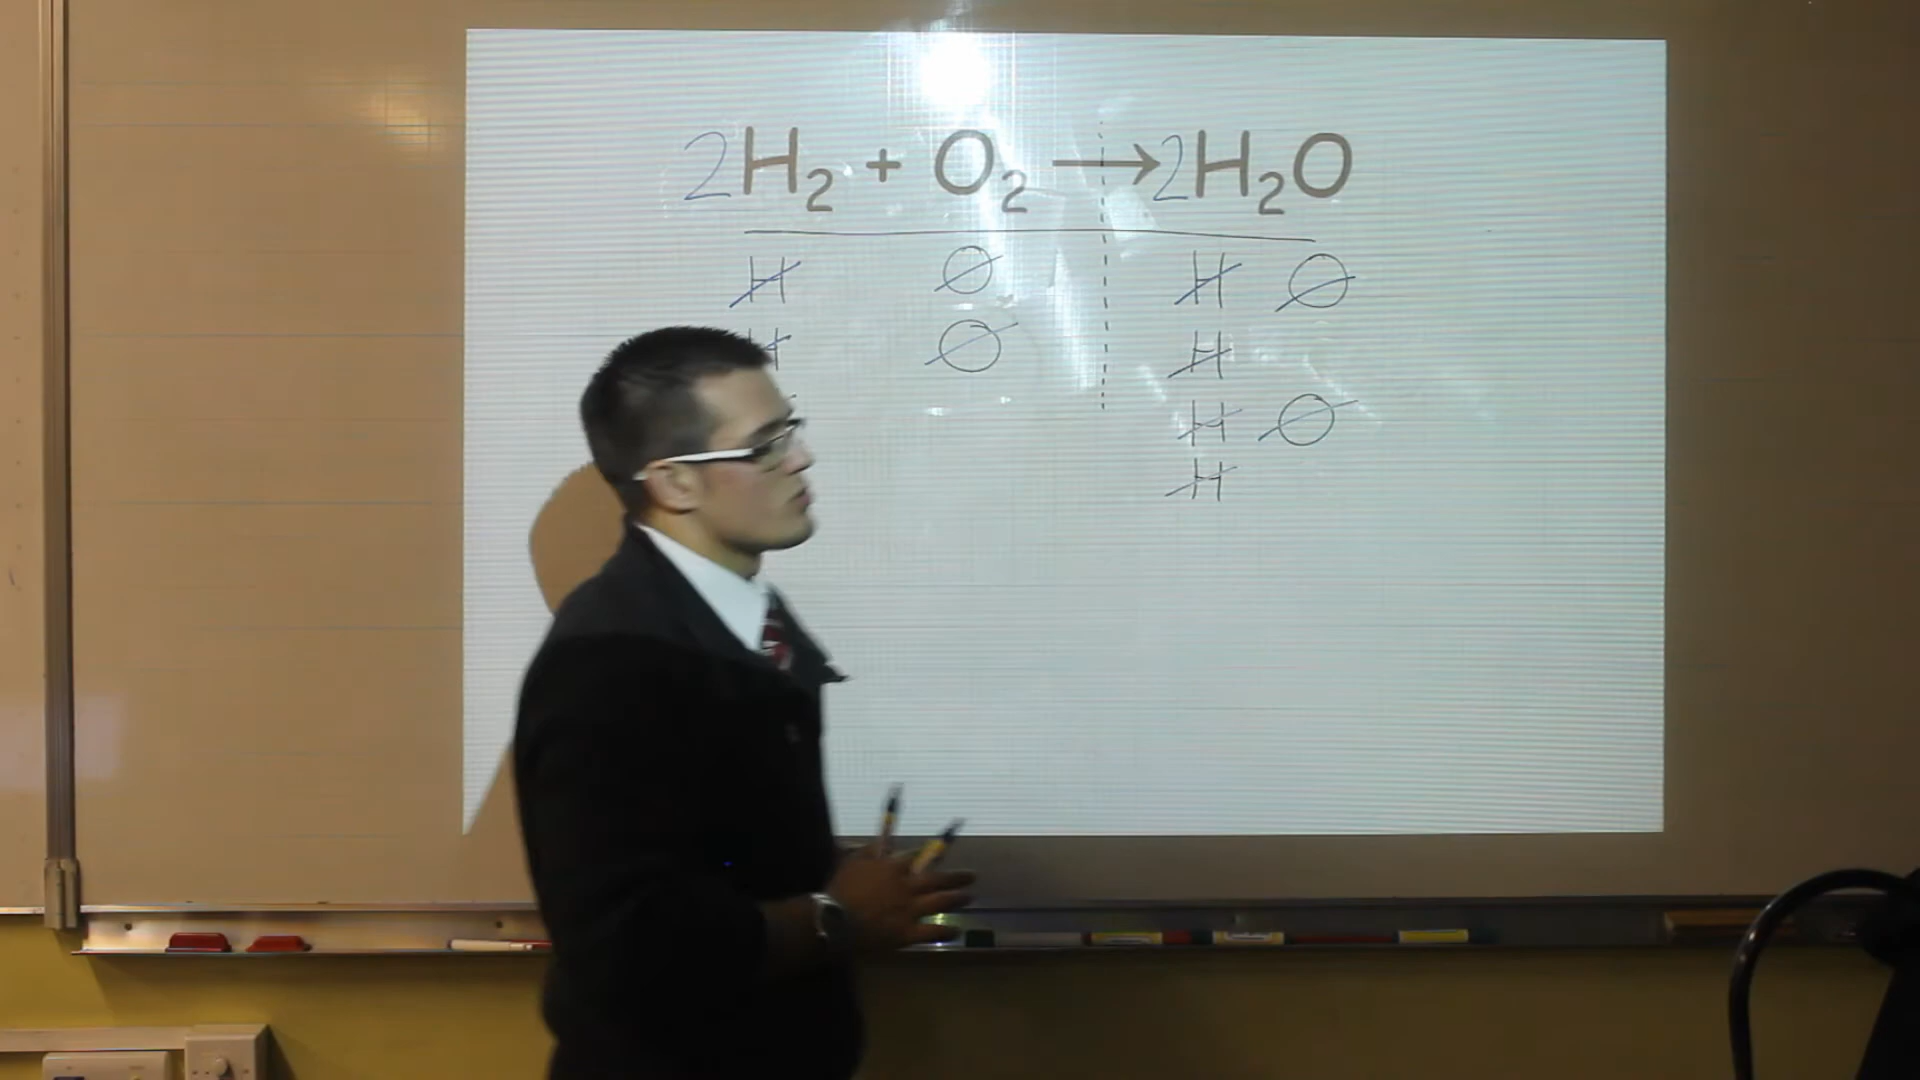 2H₂ + O₂ → 2H₂O
H O H O
H O H
H O
H